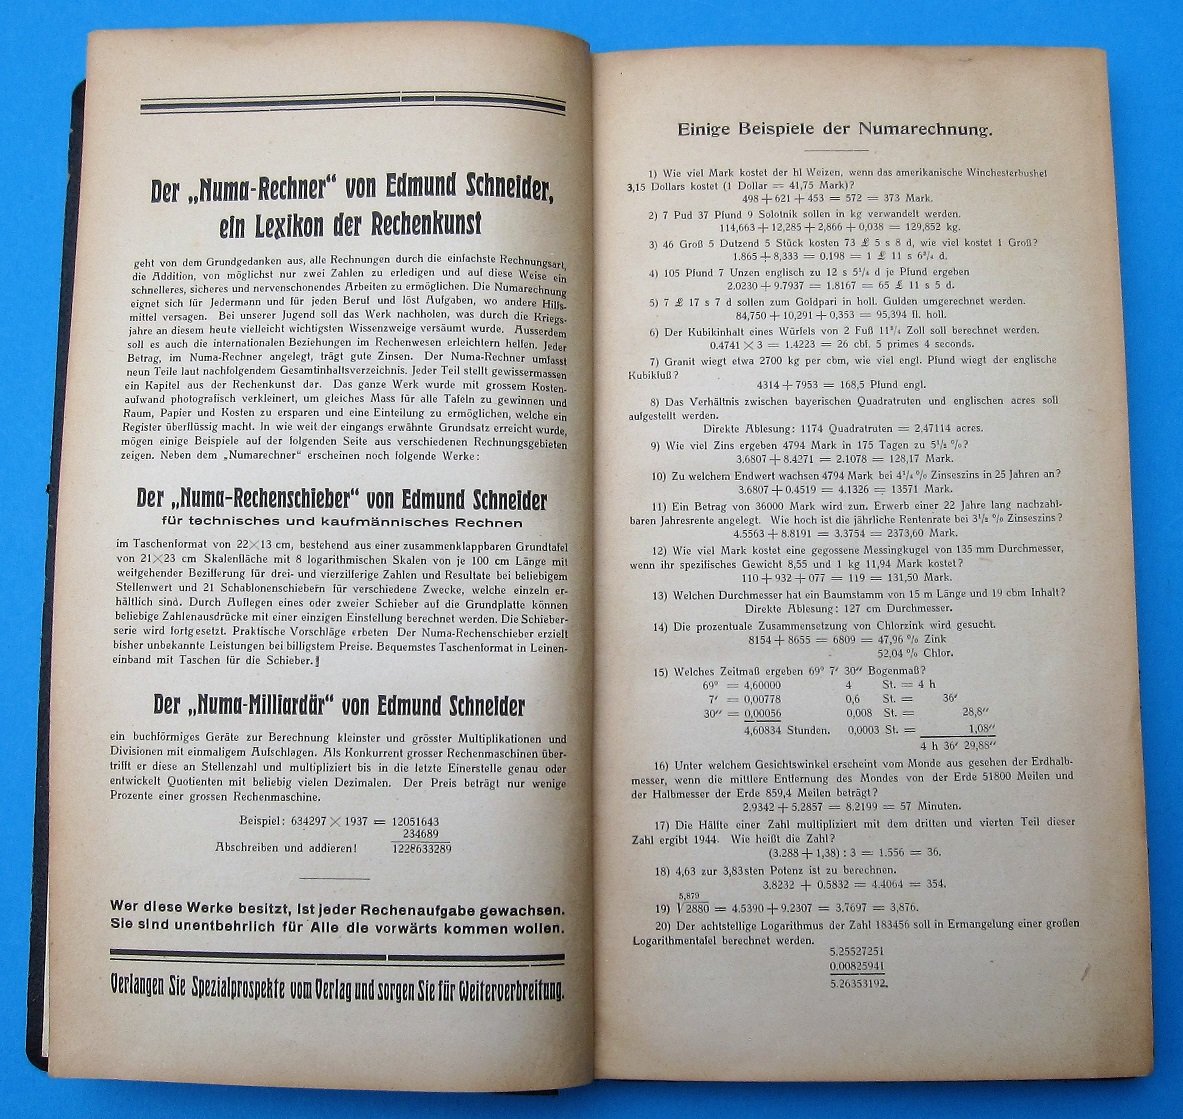 Der „Numa-Rechner“ von Edmund Schneider,
ein Lexikon der Rechenkunst
geht von dem Grundgedanken aus, alle Rechnungen durch die einfachste Rechnungsart,
die Addition, von möglichst nur zwei Zahlen zu erledigen und auf diese Weise ein
schnelleres, sicheres und nervenschonendes Arbeiten zu ermöglichen. Die Numarechnung
eignet sich für Jedermann und für jeden Beruf und löst Aufgaben, wo andere Hilfs-
mittel versagen. Bei unserer Jugend soll das Werk nachholen, was durch die Kriegs-
jahre an diesem heute vielleicht wichtigsten Wissenzweige versäumt wurde. Ausserdem
soll es auch die internationalen Beziehungen im Rechenwesen erleichtern helfen. Jeder
Betrag, im Numa-Rechner angelegt, trägt gute Zinsen. Der Numa-Rechner umfasst
neun Teile laut nachfolgendem Gesamtinhaltsverzeichnis. Jeder Teil stellt gewissermassen
ein Kapitel aus der Rechenkunst dar. Das ganze Werk wurde mit grossem Kosten-
aufwand photografisch verkleinert, um gleiches Mass für alle Tafeln zu gewinnen und
Raum, Papier und Kosten zu ersparen und eine Einteilung zu ermöglichen, welche ein
Register überflüssig macht. In wie weit der eingangs erwähnte Grundsatz erreicht wurde,
mögen einige Beispiele auf der folgenden Seite aus verschiedenen Rechnungsgebieten
zeigen. Neben dem „Numarechner“ erscheinen noch folgende Werke:
Der „Numa-Rechenschieber“ von Edmund Schneider
für technisches und kaufmännisches Rechnen
im Taschenformat von 22×13 cm, bestehend aus einer zusammenklappbaren Grundtafel
von 21×23 cm Skalenfläche mit 8 logarithmischen Skalen von je 100 cm Länge mit
weitgehender Bezifferung für drei- und vierzifferige Zahlen und Resultate bei beliebigem
Stellenwert und 21 Schablonenschiebern für verschiedene Zwecke, welche einzeln er-
hältlich sind. Durch Auflegen eines oder zweier Schieber auf die Grundplatte können
beliebige Zahlenausdrücke mit einer einzigen Einstellung berechnet werden. Die Schieber-
serie wird fortgesetzt. Praktische Vorschläge erbeten Der Numa-Rechenschieber erzielt
bisher unbekannte Leistungen bei billigstem Preise. Bequemstes Taschenformat in Leinen-
einband mit Taschen für die Schieber.
Der „Numa-Milliardär“ von Edmund Schneider
ein buchförmiges Geräte zur Berechnung kleinster und grösster Multiplikationen und
Divisionen mit einmaligem Aufschlagen. Als Konkurrent grosser Rechenmaschinen über-
trifft er diese an Stellenzahl und multipliziert bis in die letzte Einerstelle genau oder
entwickelt Quotienten mit beliebig vielen Dezimalen. Der Preis beträgt nur wenige
Prozente einer grossen Rechenmaschine.
Beispiel: 634297 × 1937 = 12051643
234689
Abschreiben und addieren! 1228633289
Wer diese Werke besitzt, ist jeder Rechenaufgabe gewachsen.
Sie sind unentbehrlich für Alle die vorwärts kommen wollen.
Verlangen Sie Spezialprospekte vom Verlag und sorgen Sie für Weiterverbreitung.
Einige Beispiele der Numarechnung.
1) Wie viel Mark kostet der hl Weizen, wenn das amerikanische Winchesterbushel
3,15 Dollars kostet (1 Dollar = 41,75 Mark)?
498 + 621 + 453 = 572 = 373 Mark.
2) 7 Pud 37 Pfund 9 Solotnik sollen in kg verwandelt werden.
114,663 + 12,285 + 2,866 + 0,038 = 129,852 kg.
3) 46 Groß 5 Dutzend 5 Stück kosten 73 £ 5 s 8 d, wie viel kostet 1 Groß?
1.865 + 8,333 = 0.198 = 1 £ 11 s 6³/₄ d.
4) 105 Pfund 7 Unzen englisch zu 12 s 5¹/₄ d je Pfund ergeben
2.0230 + 9.7937 = 1.8167 = 65 £ 11 s 5 d.
5) 7 £ 17 s 7 d sollen zum Goldpari in holl. Gulden umgerechnet werden.
84,750 + 10,291 + 0,353 = 95,394 fl. holl.
6) Der Kubikinhalt eines Würfels von 2 Fuß 11³/₄ Zoll soll berechnet werden.
0.4741 × 3 = 1.4223 = 26 cbf. 5 primes 4 seconds.
7) Granit wiegt etwa 2700 kg per cbm, wie viel engl. Pfund wiegt der englische
Kubikfuß?
4314 + 7953 = 168,5 Pfund engl.
8) Das Verhältnis zwischen bayerischen Quadratruten und englischen acres soll
aufgestellt werden.
Direkte Ablesung: 1174 Quadratruten = 2,47114 acres.
9) Wie viel Zins ergeben 4794 Mark in 175 Tagen zu 5¹/₂ %?
3.6807 + 8.4271 = 2.1078 = 128,17 Mark.
10) Zu welchem Endwert wachsen 4794 Mark bei 4¹/₄ % Zinseszins in 25 Jahren an?
3.6807 + 0.4519 = 4.1326 = 13571 Mark.
11) Ein Betrag von 36000 Mark wird zun. Erwerb einer 22 Jahre lang nachzahl-
baren Jahresrente angelegt. Wie hoch ist die jährliche Rentenrate bei 3¹/₂ % Zinseszins?
4.5563 + 8.8191 = 3.3754 = 2373,60 Mark.
12) Wie viel Mark kostet eine gegossene Messingkugel von 135 mm Durchmesser,
wenn ihr spezifisches Gewicht 8,55 und 1 kg 11,94 Mark kostet?
110 + 932 + 077 = 119 = 131,50 Mark.
13) Welchen Durchmesser hat ein Baumstamm von 15 m Länge und 19 cbm Inhalt?
Direkte Ablesung: 127 cm Durchmesser.
14) Die prozentuale Zusammensetzung von Chlorzink wird gesucht.
8154 + 8655 = 6809 = 47,96 % Zink
52,04 % Chlor.
15) Welches Zeitmaß ergeben 69° 7′ 30″ Bogenmaß?
69° = 4,60000 4 St. = 4 h
7′ = 0,00778 0,6 St. = 36′
30″ = 0,00056 0,008 St. = 28,8″
4,60834 Stunden. 0,0003 St. = 1,08″
4 h 36′ 29,88″
16) Unter welchem Gesichtswinkel erscheint vom Monde aus gesehen der Erdhalb-
messer, wenn die mittlere Entfernung des Mondes von der Erde 51800 Meilen und
der Halbmesser der Erde 859,4 Meilen beträgt?
2.9342 + 5.2857 = 8.2199 = 57 Minuten.
17) Die Hälfte einer Zahl multipliziert mit dem dritten und vierten Teil dieser
Zahl ergibt 1944. Wie heißt die Zahl?
(3.288 + 1,38) : 3 = 1.556 = 36.
18) 4,63 zur 3,83sten Potenz ist zu berechnen.
3.8232 + 0.5832 = 4.4064 = 354.
5,879
19) √2880 = 4.5390 + 9.2307 = 3.7697 = 3,876.
20) Der achtstellige Logarithmus der Zahl 183456 soll in Ermangelung einer großen
Logarithmentafel berechnet werden.
5.25527251
0.00825941
5.26353192.